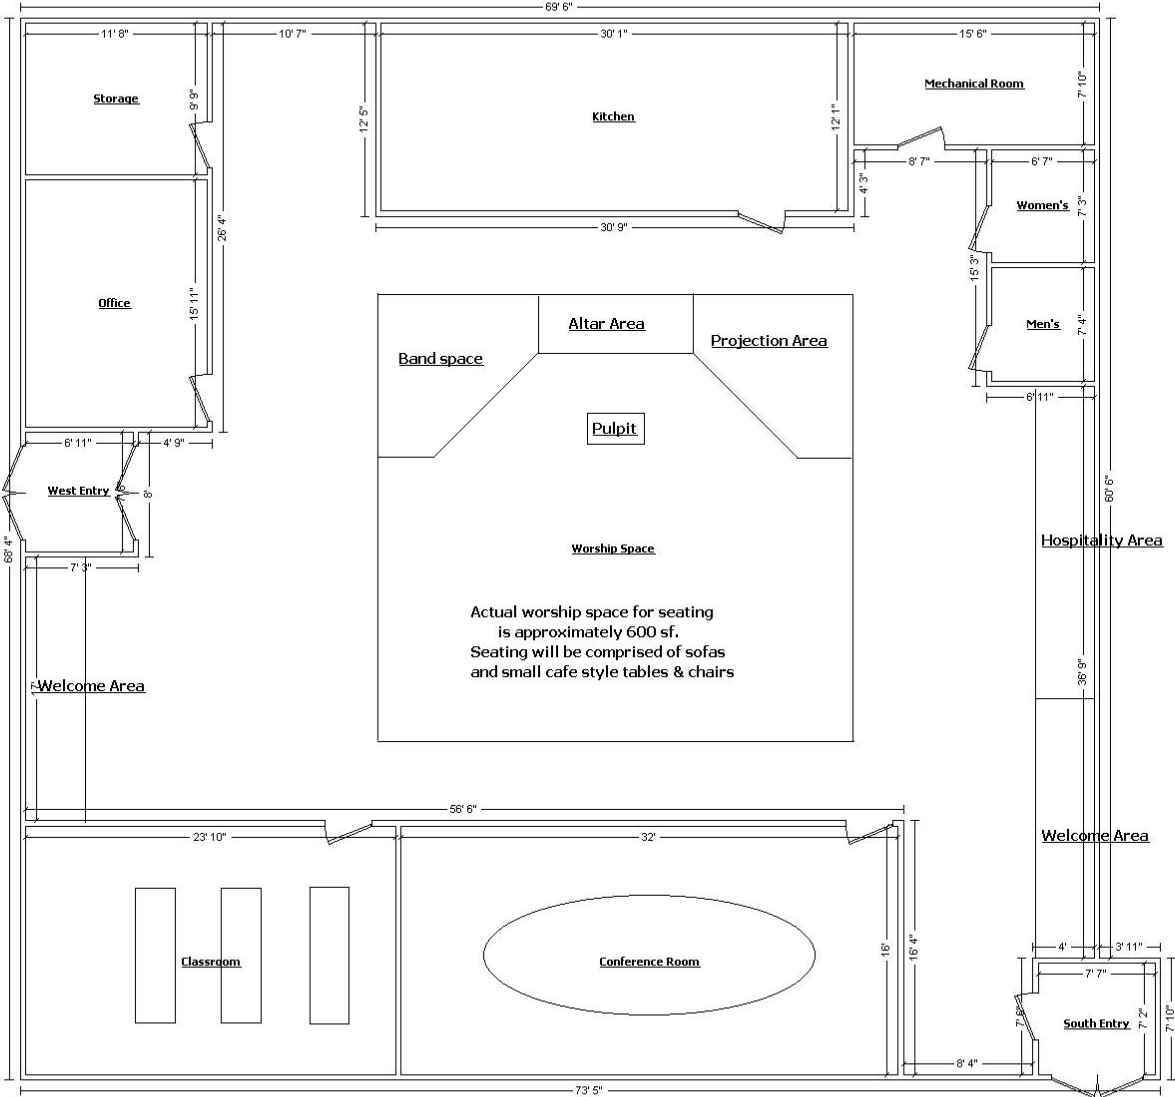 69' 6"
11' 8"
10' 7"
30' 1"
15' 6"
Storage
9' 9"
12' 5"
Kitchen
12' 1"
Mechanical Room
7' 10"
8' 7"
6' 7"
4' 3"
Women's
7' 3"
26' 4"
30' 9"
15' 3"
Office
15' 11"
Altar Area
Men's
7' 4"
Band space
Projection Area
6' 11"
Pulpit
6' 11"
4' 9"
West Entry
8'
60' 6"
68' 4"
Worship Space
Hospitality Area
7' 3"
Actual worship space for seating
is approximately 600 sf.
Seating will be comprised of sofas
and small cafe style tables & chairs
36' 9"
17'
Welcome Area
56' 6"
23' 10"
32'
Welcome Area
Classroom
Conference Room
16'
16' 4"
4'
3' 11"
7' 7"
7' 6"
South Entry
7' 2"
7' 10"
8' 4"
73' 5"